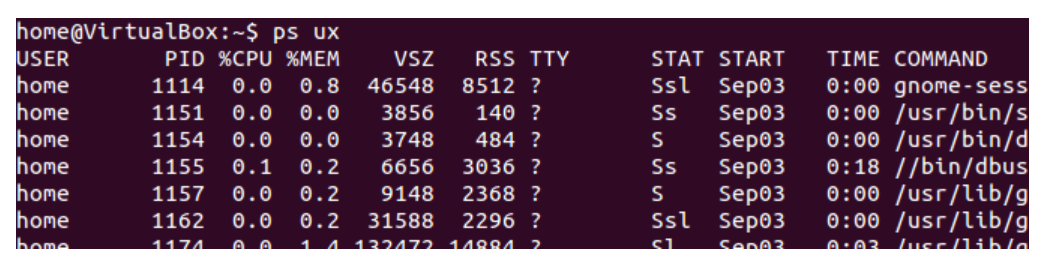 home@VirtualBox:~$ ps ux
USER       PID %CPU %MEM    VSZ   RSS TTY      STAT START   TIME COMMAND
home      1114  0.0  0.8  46548  8512 ?        Ssl  Sep03   0:00 gnome-sess
home      1151  0.0  0.0   3856   140 ?        Ss   Sep03   0:00 /usr/bin/s
home      1154  0.0  0.0   3748   484 ?        S    Sep03   0:00 /usr/bin/d
home      1155  0.1  0.2   6656  3036 ?        Ss   Sep03   0:18 //bin/dbus
home      1157  0.0  0.2   9148  2368 ?        S    Sep03   0:00 /usr/lib/g
home      1162  0.0  0.2  31588  2296 ?        Ssl  Sep03   0:00 /usr/lib/g
home      1174  0.0  1.4 132472 14884 ?        Sl   Sep03   0:03 /usr/lib/g